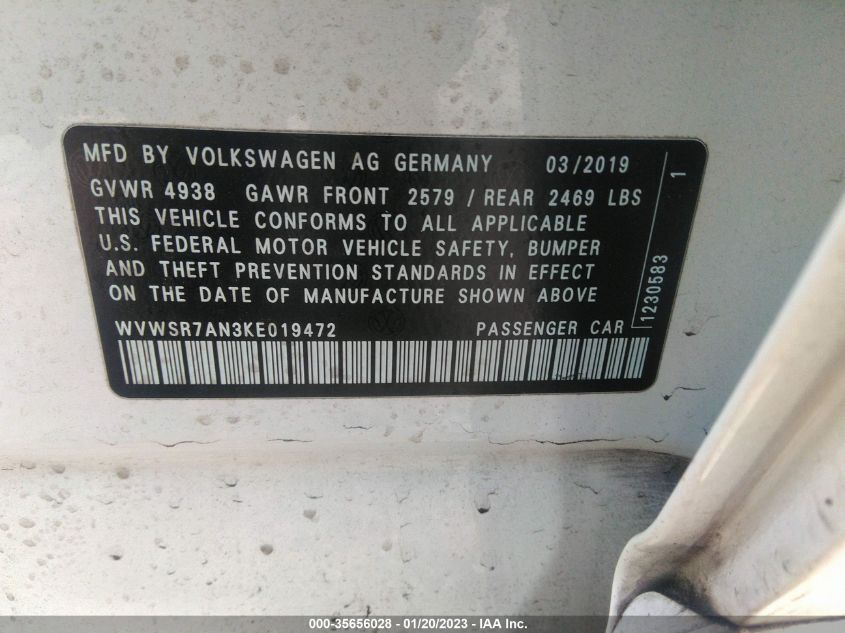 MFD BY VOLKSWAGEN AG GERMANY 03/2019
GVWR 4938 GAWR FRONT 2579 / REAR 2469 LBS
THIS VEHICLE CONFORMS TO ALL APPLICABLE
U.S. FEDERAL MOTOR VEHICLE SAFETY, BUMPER
AND THEFT PREVENTION STANDARDS IN EFFECT
ON THE DATE OF MANUFACTURE SHOWN ABOVE.
WVWSR7AN3KE019472 PASSENGER CAR
1230583 1
000-35656028 - 01/20/2023 - IAA Inc.